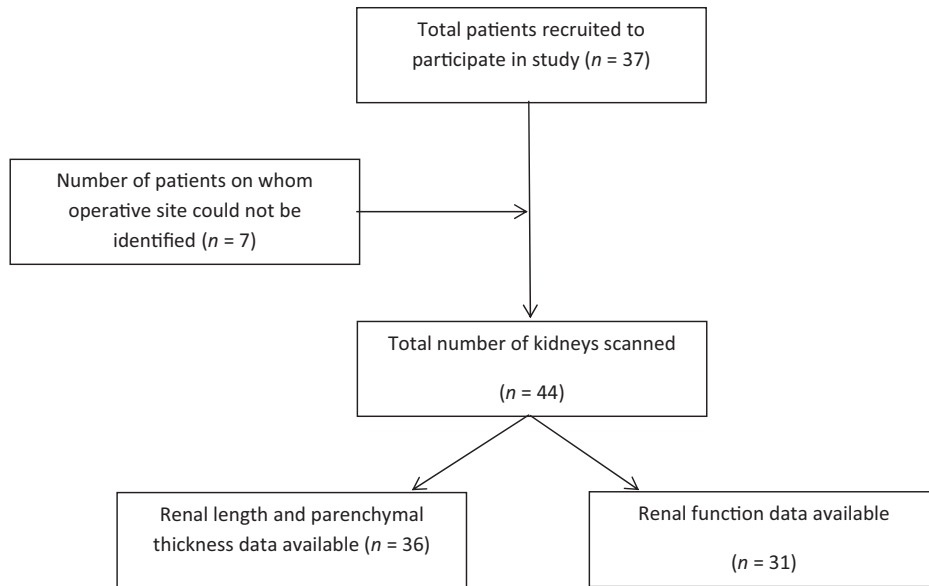 Total patients recruited to
participate in study (n = 37)
Number of patients on whom
operative site could not be
identified (n = 7)
Total number of kidneys scanned
(n = 44)
Renal length and parenchymal
thickness data available (n = 36)
Renal function data available
(n = 31)